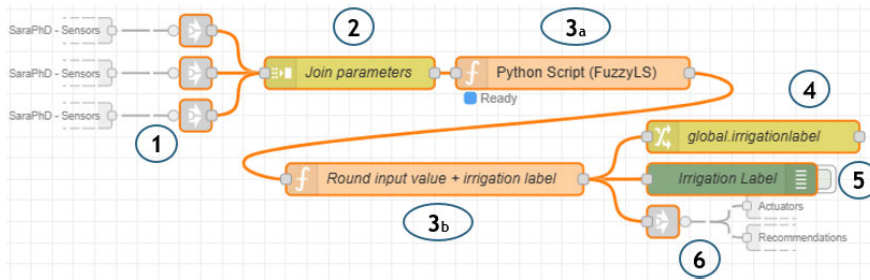 SaraPhD - Sensors
2
3a
Join parameters
Python Script (FuzzyLS)
SaraPhD - Sensors
Ready
4
SaraPhD - Sensors
1
global.irrigationlabel
Round input value + irrigation label
Irrigation Label
5
3b
Actuators
6
Recommendations